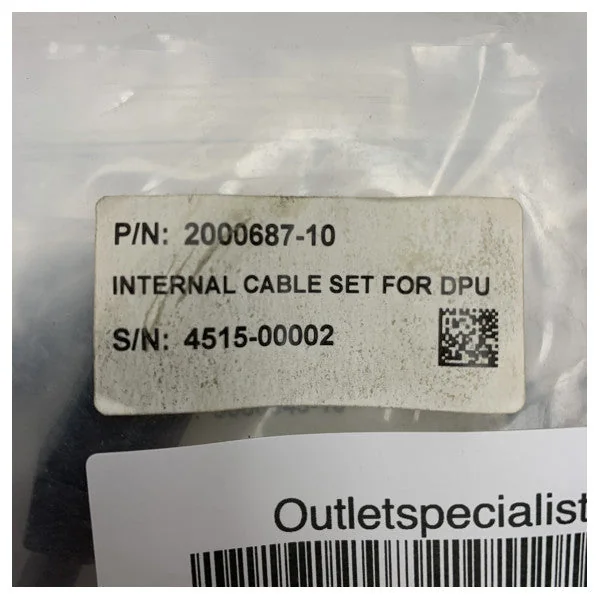 P/N: 2000687-10
INTERNAL CABLE SET FOR DPU
S/N: 4515-00002
Outletspecialist